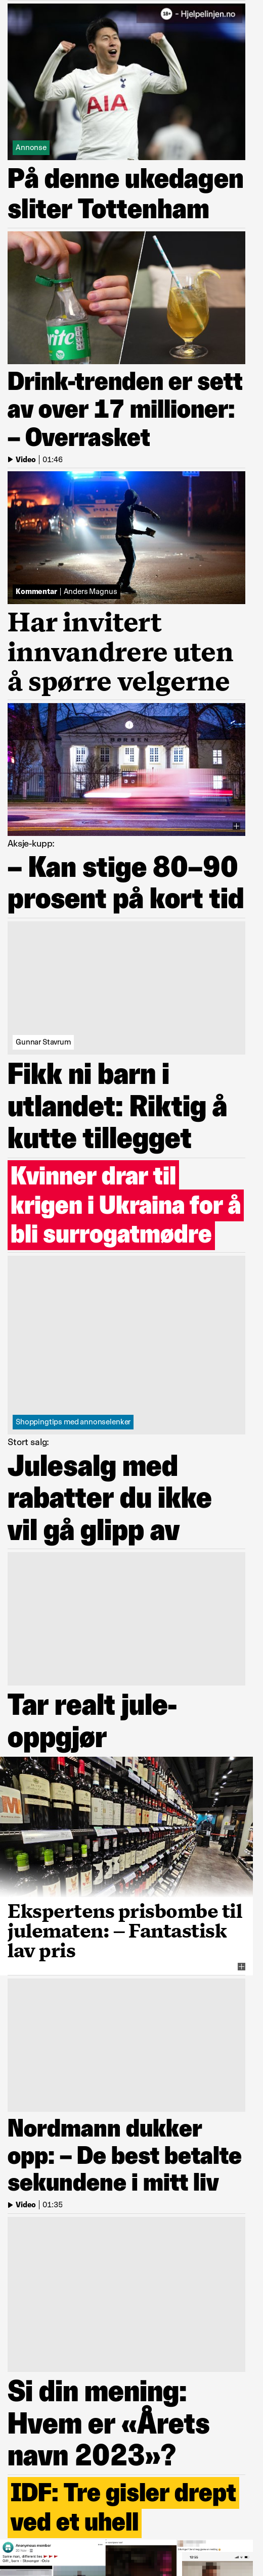 18+ - Hjelpelinjen.no
AIA
Annonse
På denne ukedagen
sliter Tottenham
rite
Drink-trenden er sett
av over 17 millioner:
– Overrasket
Video | 01:46
Kommentar | Anders Magnus
Har invitert
innvandrere uten
å spørre velgerne
BØRSEN
Aksje-kupp:
– Kan stige 80–90
prosent på kort tid
Gunnar Stavrum
Fikk ni barn i
utlandet: Riktig å
kutte tillegget
Kvinner drar til
krigen i Ukraina for å
bli surrogatmødre
Shoppingtips med annonselenker
Stort salg:
Julesalg med
rabatter du ikke
vil gå glipp av
Tar realt jule-
oppgjør
Ekspertens prisbombe til
julematen: – Fantastisk
lav pris
Nordmann dukker
opp: – De best betalte
sekundene i mitt liv
Video | 01:35
Si din mening:
Hvem er «Årets
navn 2023»?
IDF: Tre gisler drept
ved et uhell